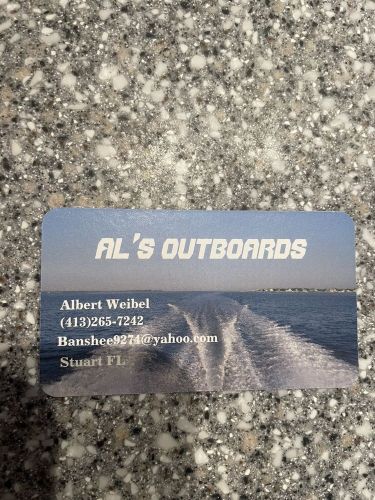 AL'S OUTBOARDS
Albert Weibel
(413)265-7242
Banshee9274@yahoo.com
Stuart FL